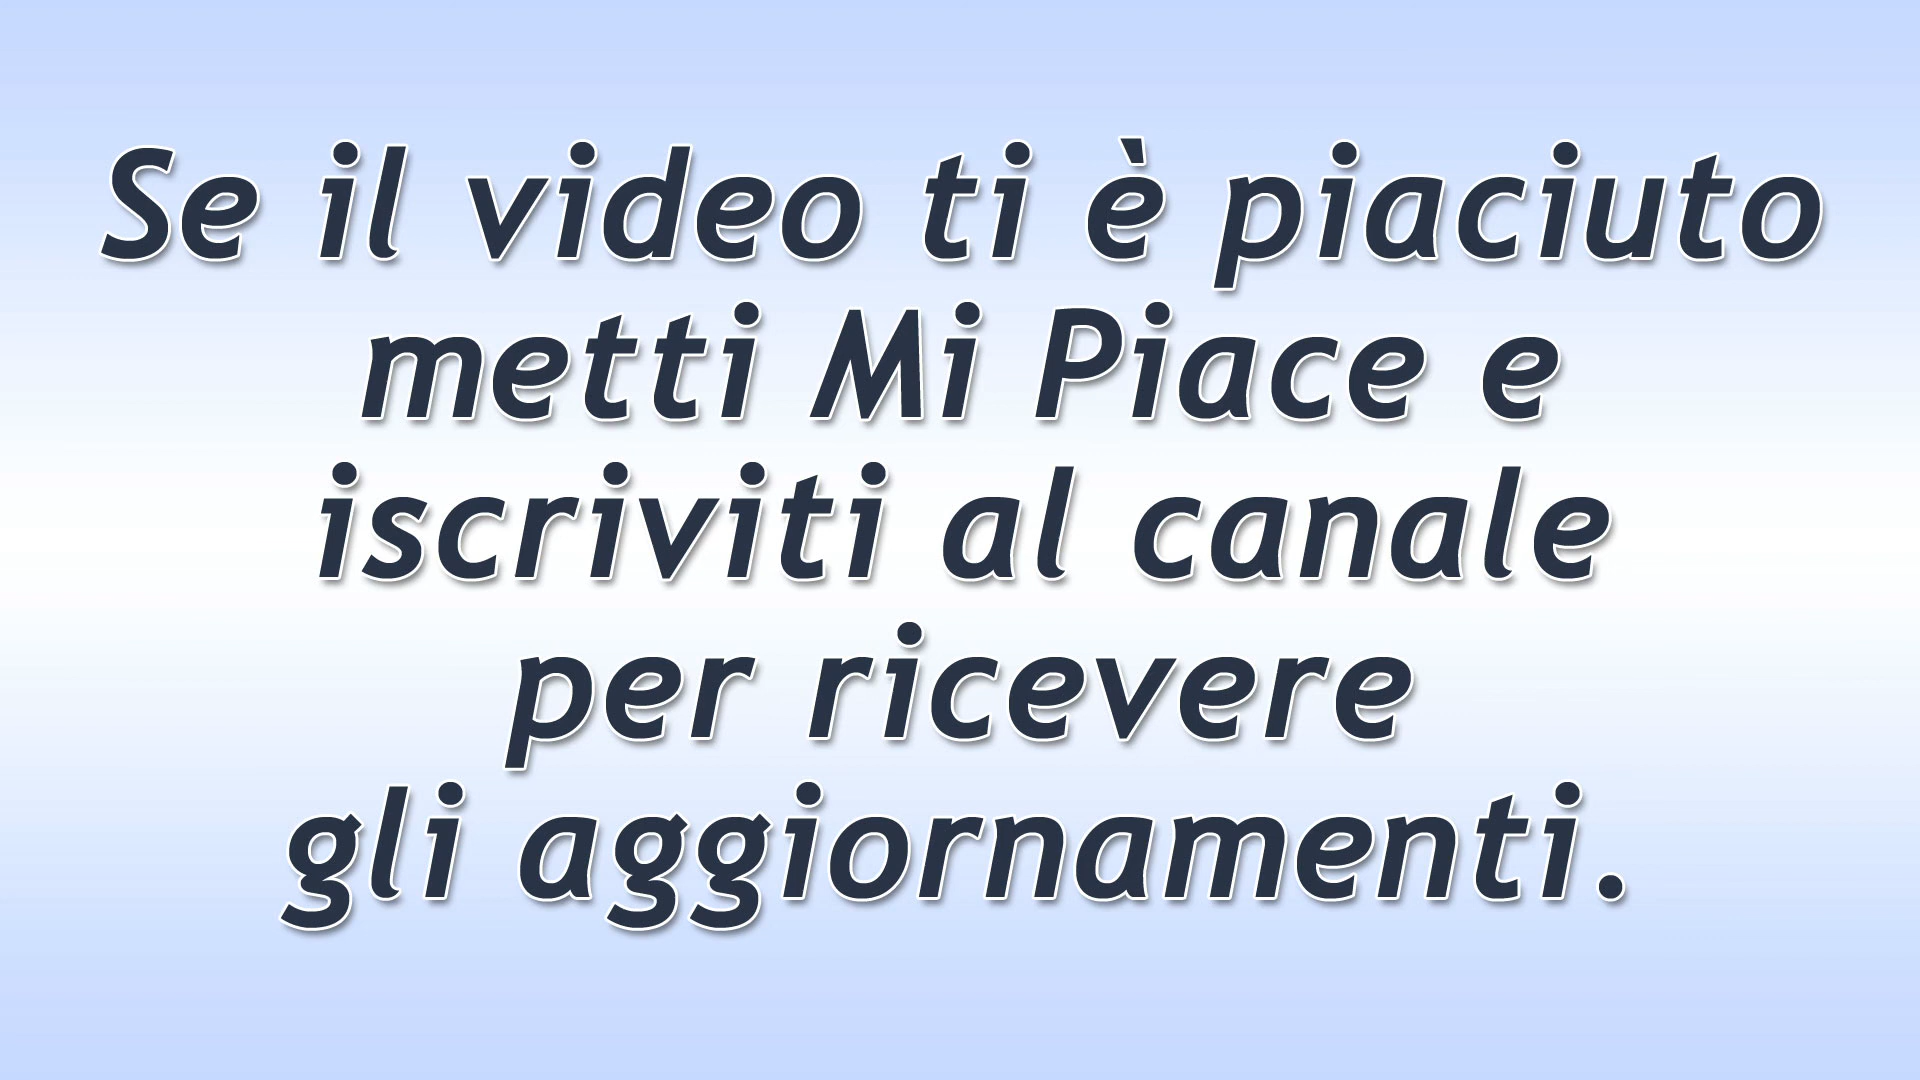 Se il video ti è piaciuto
metti Mi Piace e
iscriviti al canale
per ricevere
gli aggiornamenti.